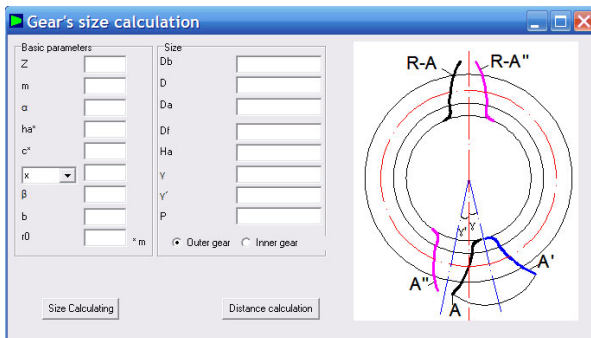 Gear's size calculation
Basic parameters
Z
m
α
ha*
c*
x
β
b
r0
* m
Size
Db
D
Da
Df
Ha
γ
γ'
P
Outer gear
Inner gear
Size Calculating
Distance calculation
R-A
R-A"
γ'
γ
A"
A
A'